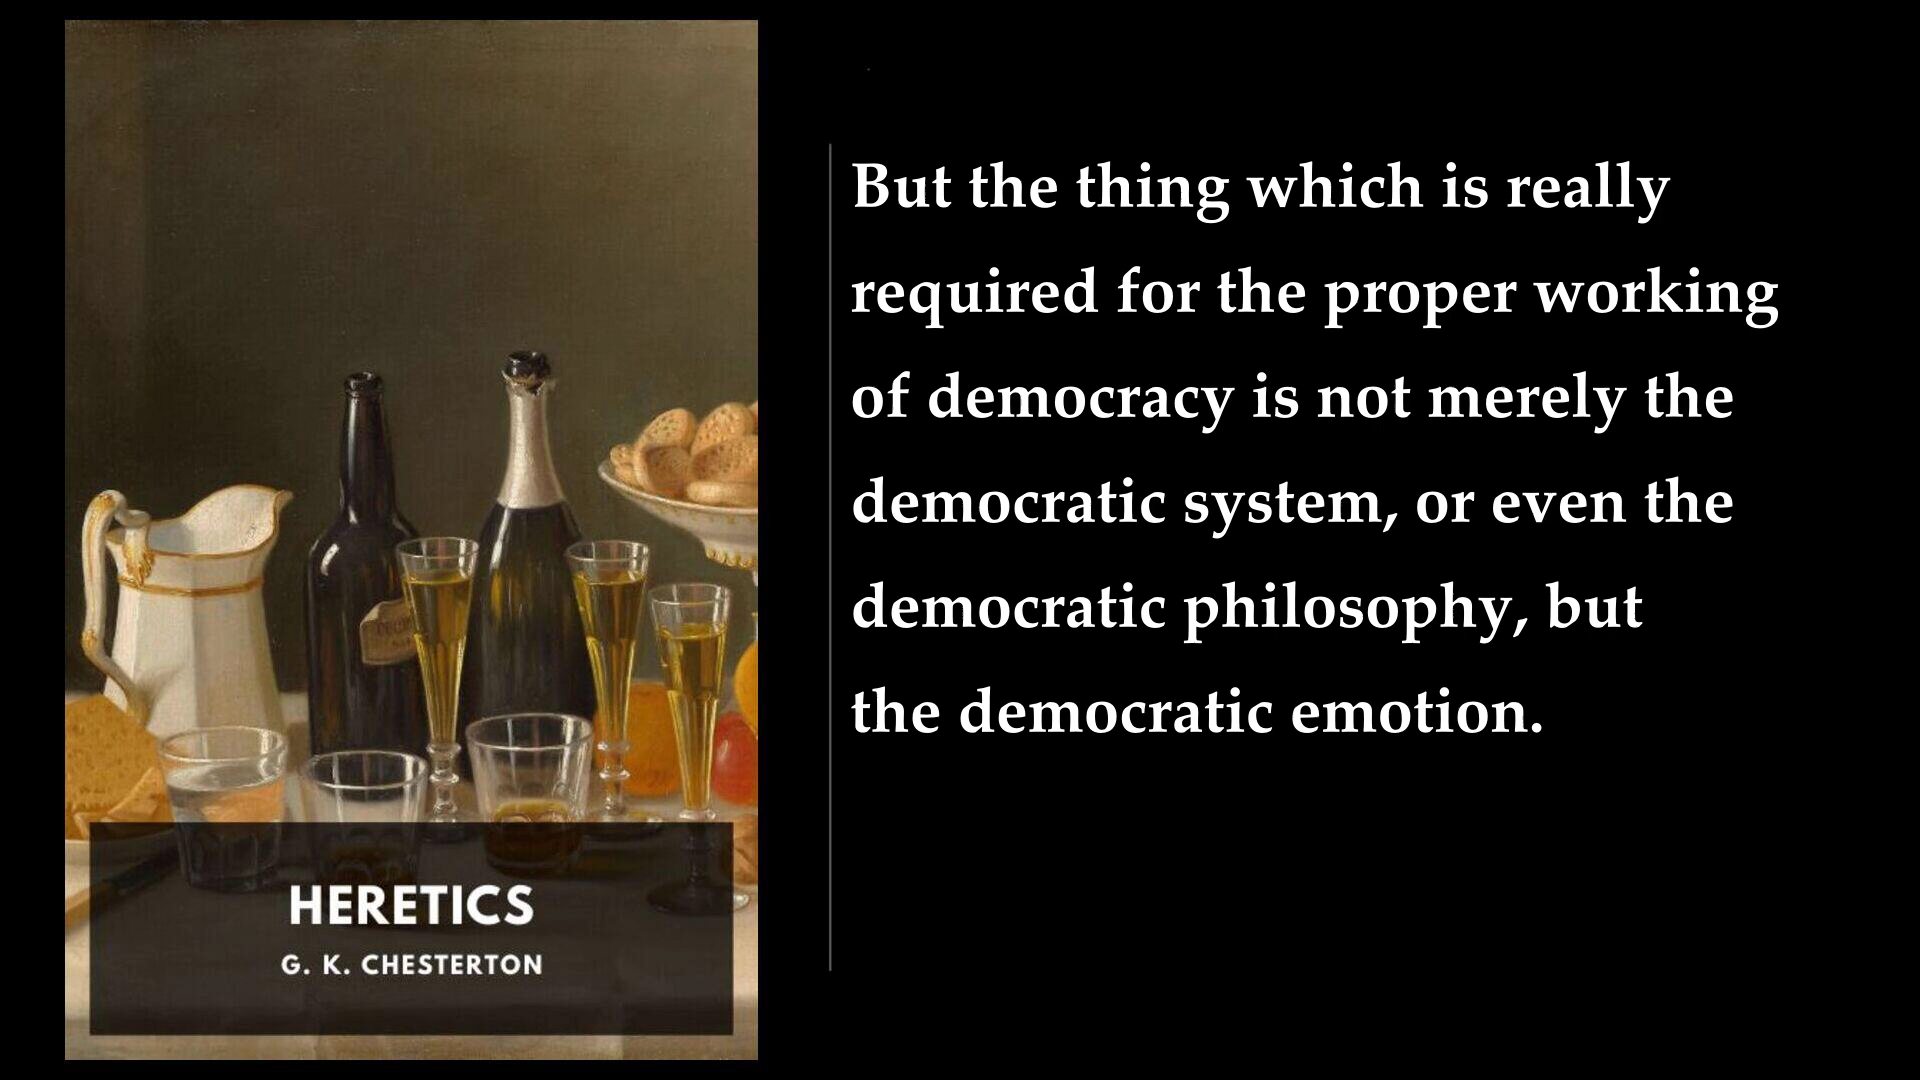 But the thing which is really
required for the proper working
of democracy is not merely the
democratic system, or even the
democratic philosophy, but
the democratic emotion.
HERETICS
G. K. CHESTERTON